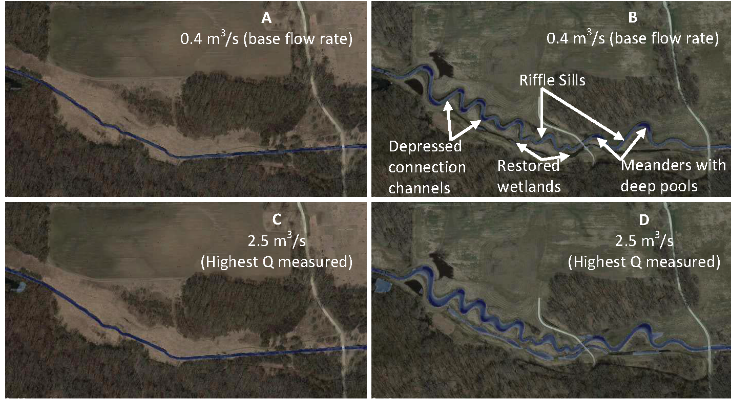 A
0.4 m³/s (base flow rate)
B
0.4 m³/s (base flow rate)
Riffle Sills
Depressed
connection
channels
Restored
wetlands
Meanders with
deep pools
C
2.5 m³/s
(Highest Q measured)
D
2.5 m³/s
(Highest Q measured)